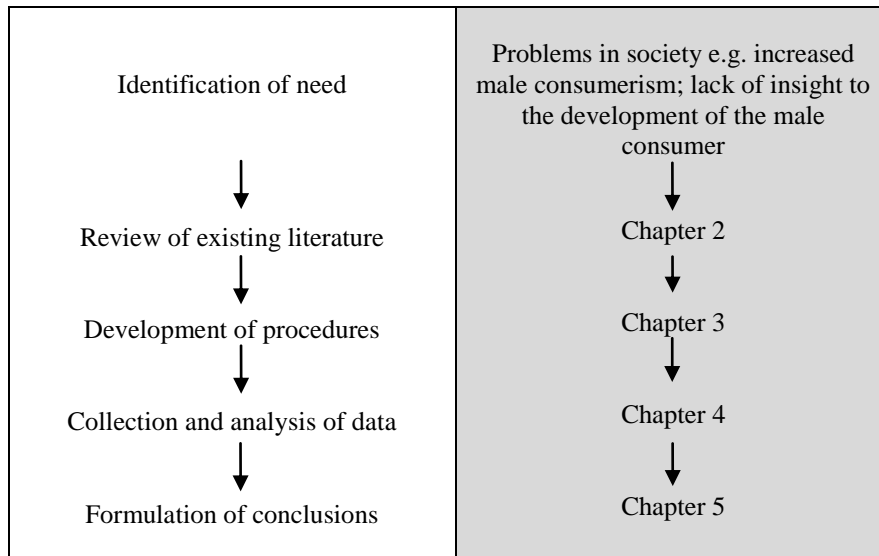 Identification of need
Review of existing literature
Development of procedures
Collection and analysis of data
Formulation of conclusions
Problems in society e.g. increased
male consumerism; lack of insight to
the development of the male
consumer
Chapter 2
Chapter 3
Chapter 4
Chapter 5